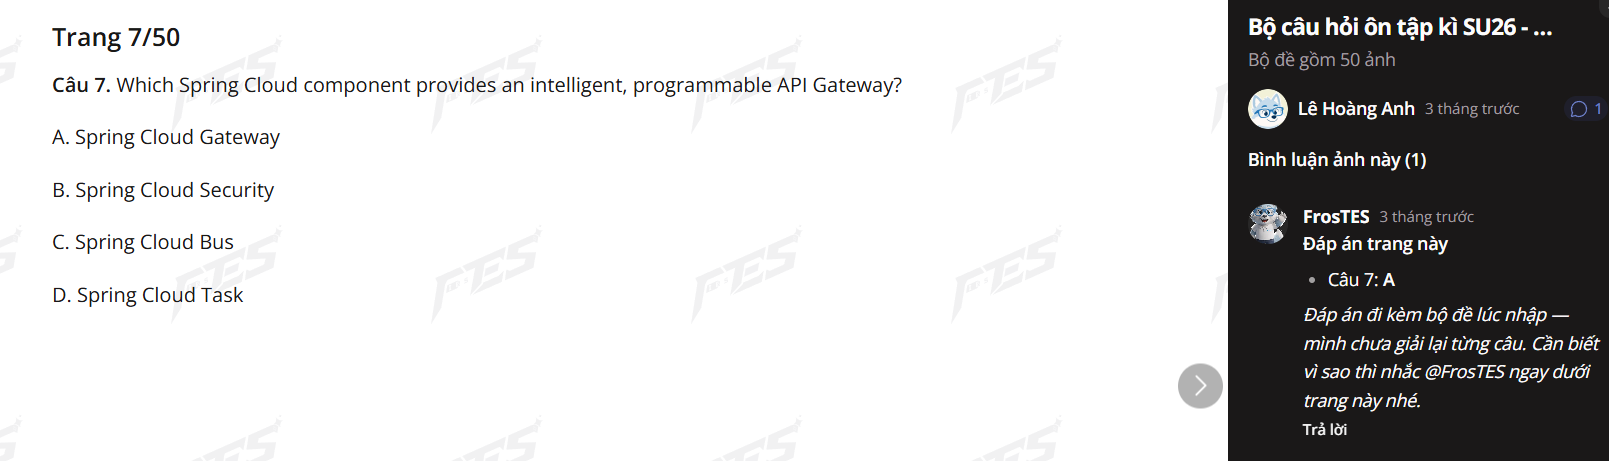 Trang 7/50
Câu 7. Which Spring Cloud component provides an intelligent, programmable API Gateway?
A. Spring Cloud Gateway
B. Spring Cloud Security
C. Spring Cloud Bus
D. Spring Cloud Task
Bộ câu hỏi ôn tập kì SU26 - ...
Bộ đề gồm 50 ảnh
Lê Hoàng Anh 3 tháng trước 1
Bình luận ảnh này (1)
FrosTES 3 tháng trước
Đáp án trang này
• Câu 7: A
Đáp án đi kèm bộ đề lúc nhập —
mình chưa giải lại từng câu. Cần biết
vì sao thì nhắc @FrosTES ngay dưới
trang này nhé.
Trả lời